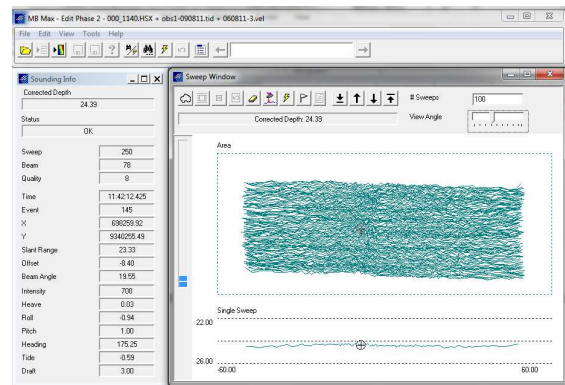 MB Max - Edit Phase 2 - 000_1140.HSX + obs1-090811.tid + 060811-3.vel
File Edit View Tools Help
Sounding Info
Corrected Depth
24.39
Status
OK
Sweep 250
Beam 78
Quality 8
Time 11:42:12.425
Event 145
X 698259.92
Y 9340255.49
Slant Range 23.33
Offset -8.40
Beam Angle 19.55
Intensity 700
Heave 0.03
Roll -0.94
Pitch 1.00
Heading 175.25
Tide -0.59
Draft 3.00
Sweep Window
# Sweeps 100
Corrected Depth: 24.39
View Angle
Area
Single Sweep
22.00
26.00
-60.00 60.00